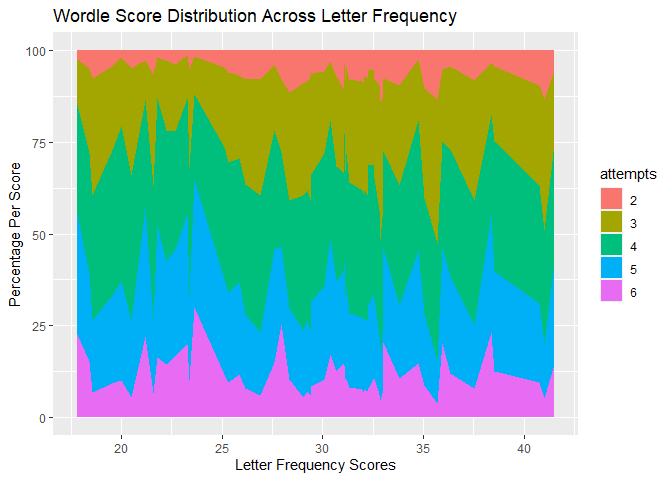 Wordle Score Distribution Across Letter Frequency
100
75
50
25
0
Percentage Per Score
20 25 30 35 40
Letter Frequency Scores
attempts
2
3
4
5
6